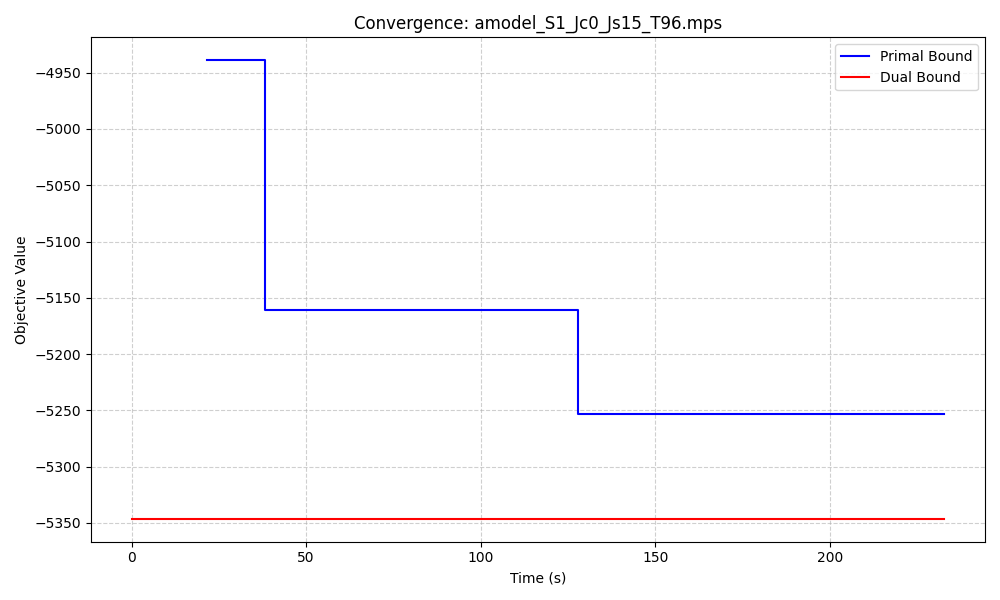 Convergence: amodel_S1_Jc0_Js15_T96.mps
Primal Bound
Dual Bound
−4950
−5000
−5050
−5100
−5150
−5200
−5250
−5300
−5350
Objective Value
0
50
100
150
200
Time (s)